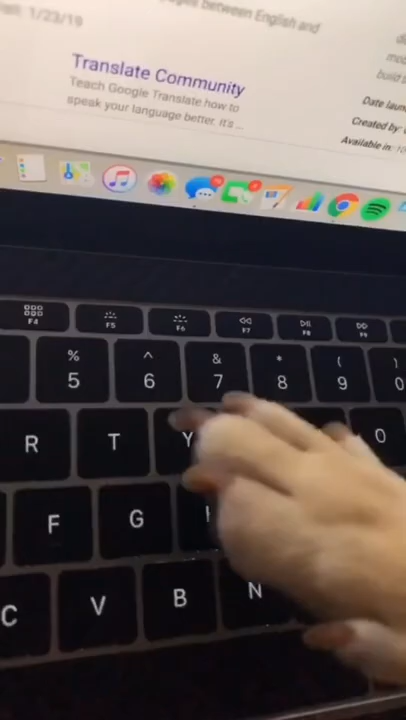 between English and
1/23/19
Translate Community
Teach Google Translate how to
speak your language better, it's ...
build
Date
Created by:
Available in:
F4 F5 F6 F7 F8 F9
% ^ & * ( )
5 6 7 8 9 0
R T Y O
F G
C V B N